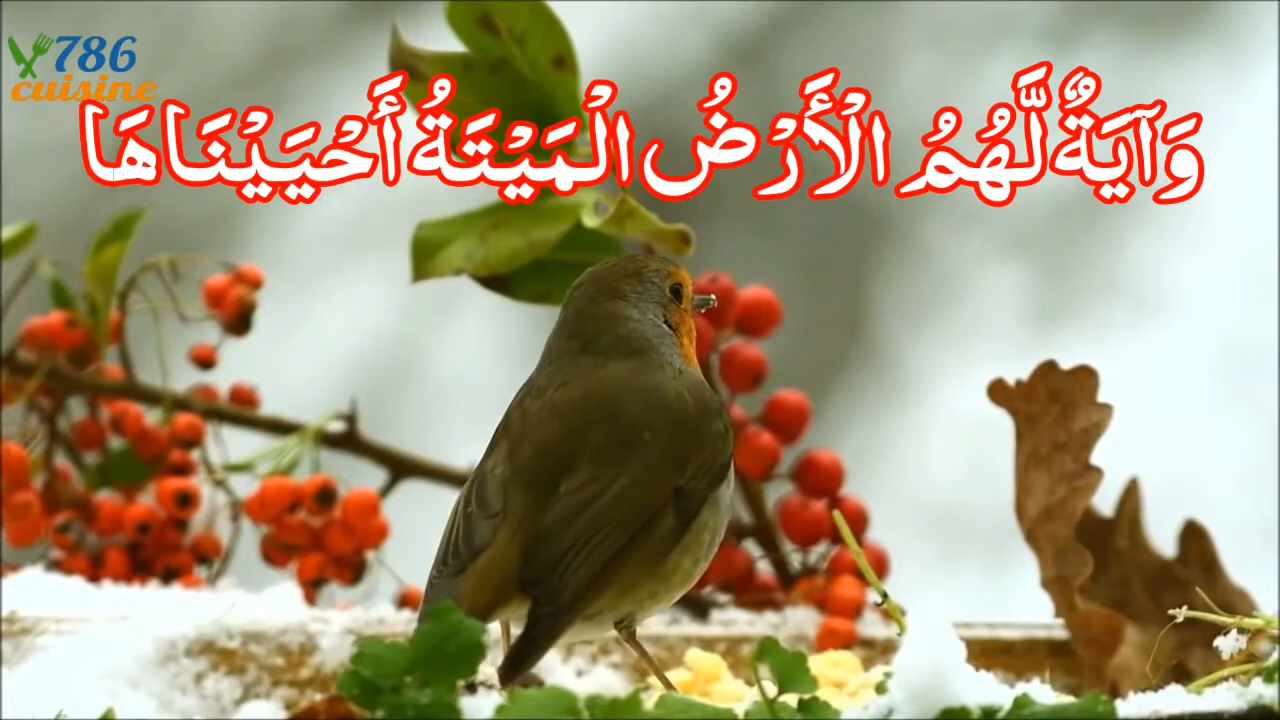 786
cuisine
وَآيَةٌ لَّهُمُ الْأَرْضُ الْمَيْتَةُ أَحْيَيْنَاهَا